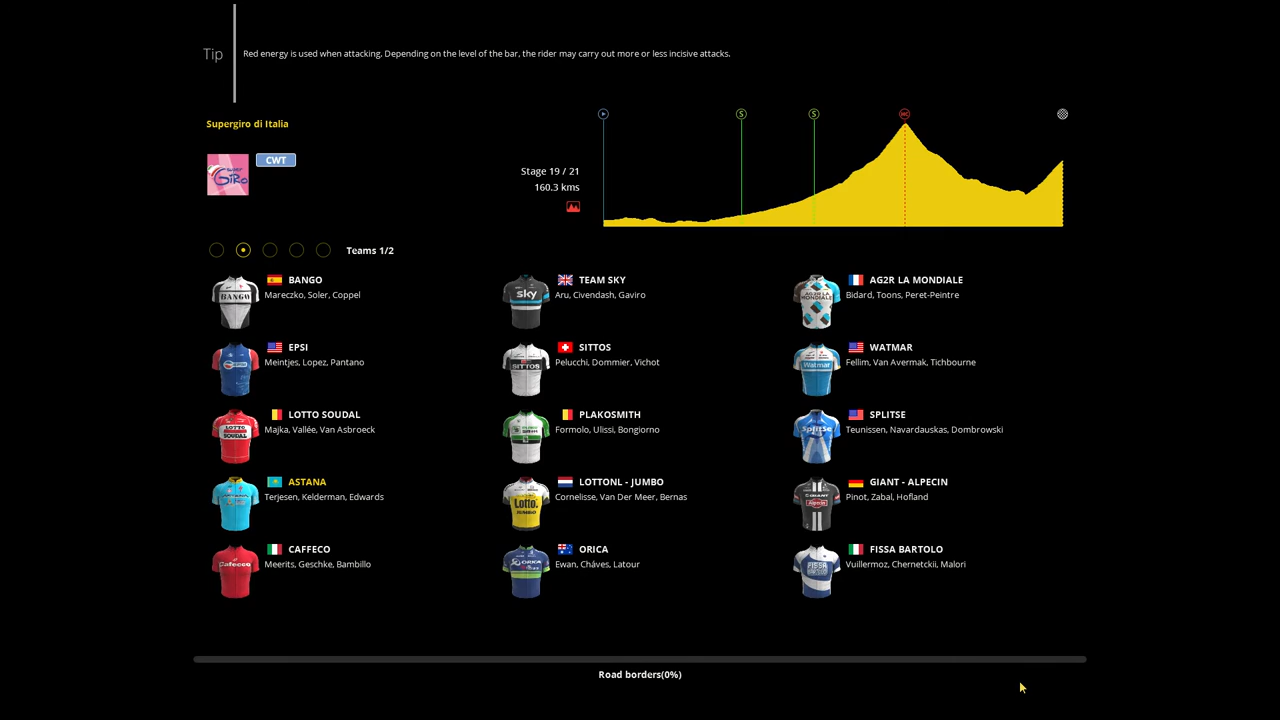 Tip
Red energy is used when attacking. Depending on the level of the bar, the rider may carry out more or less incisive attacks.
Supergiro di Italia
CWT
SUPER GIRO
Stage 19 / 21
160.3 kms
S
S
HC
Teams 1/2
BANGO
Mareczko, Soler, Coppel
TEAM SKY
Aru, Civendash, Gaviro
AG2R LA MONDIALE
Bidard, Toons, Peret-Peintre
EPSI
Meintjes, Lopez, Pantano
SITTOS
Pelucchi, Dommier, Vichot
WATMAR
Fellim, Van Avermak, Tichbourne
LOTTO SOUDAL
Majka, Vallée, Van Asbroeck
PLAKOSMITH
Formolo, Ulissi, Bongiorno
SPLITSE
Teunissen, Navardauskas, Dombrowski
ASTANA
Terjesen, Kelderman, Edwards
LOTTONL - JUMBO
Cornelisse, Van Der Meer, Bernas
GIANT - ALPECIN
Pinot, Zabal, Hofland
CAFFECO
Meerits, Geschke, Bambillo
ORICA
Ewan, Cháves, Latour
FISSA BARTOLO
Vuillermoz, Chernetckii, Malori
Road borders(0%)